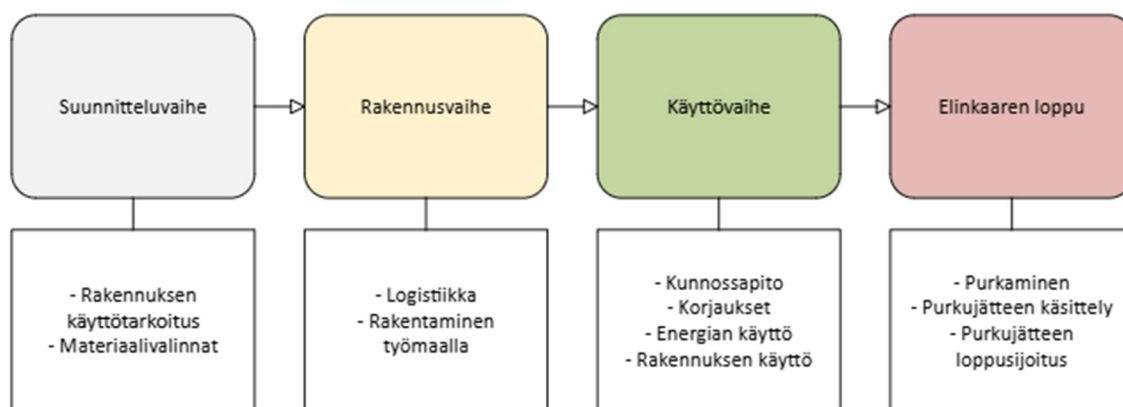 Suunnitteluvaihe
Rakennusvaihe
Käyttövaihe
Elinkaaren loppu
- Rakennuksen
käyttötarkoitus
- Materiaalivalinnat
- Logistiikka
- Rakentaminen
työmaalla
- Kunnossapito
- Korjaukset
- Energian käyttö
- Rakennuksen käyttö
- Purkaminen
- Purkujätteen käsittely
- Purkujätteen
loppusijoitus